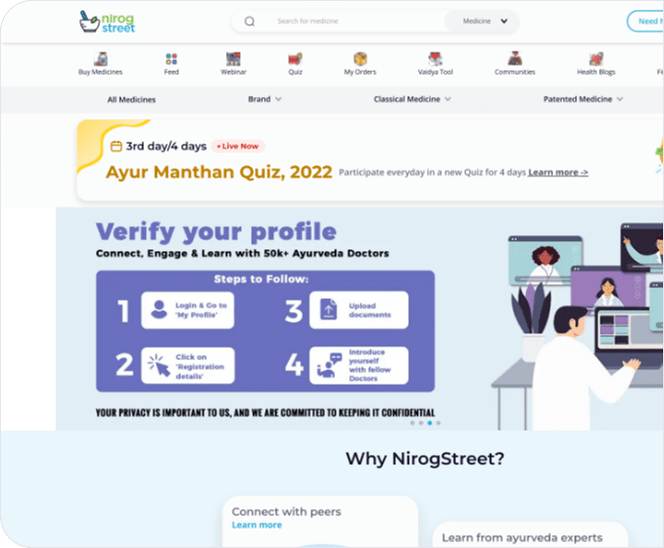 nirog
street
Search for medicine
Medicine
Need
Buy Medicines
Feed
Webinar
Quiz
My Orders
Vaidya Tool
Communities
Health Blogs
All Medicines
Brand
Classical Medicine
Patented Medicine
3rd day/4 days
• Live Now
Ayur Manthan Quiz, 2022
Participate everyday in a new Quiz for 4 days Learn more ->
Verify your profile
Connect, Engage & Learn with 50k+ Ayurveda Doctors
Steps to Follow:
1
Login & Go to
'My Profile'
2
Click on
'Registration
details'
3
Upload
documents
4
Introduce
yourself
with fellow
Doctors
YOUR PRIVACY IS IMPORTANT TO US, AND WE ARE COMMITTED TO KEEPING IT CONFIDENTIAL
Why NirogStreet?
Connect with peers
Learn more
Learn from ayurveda experts